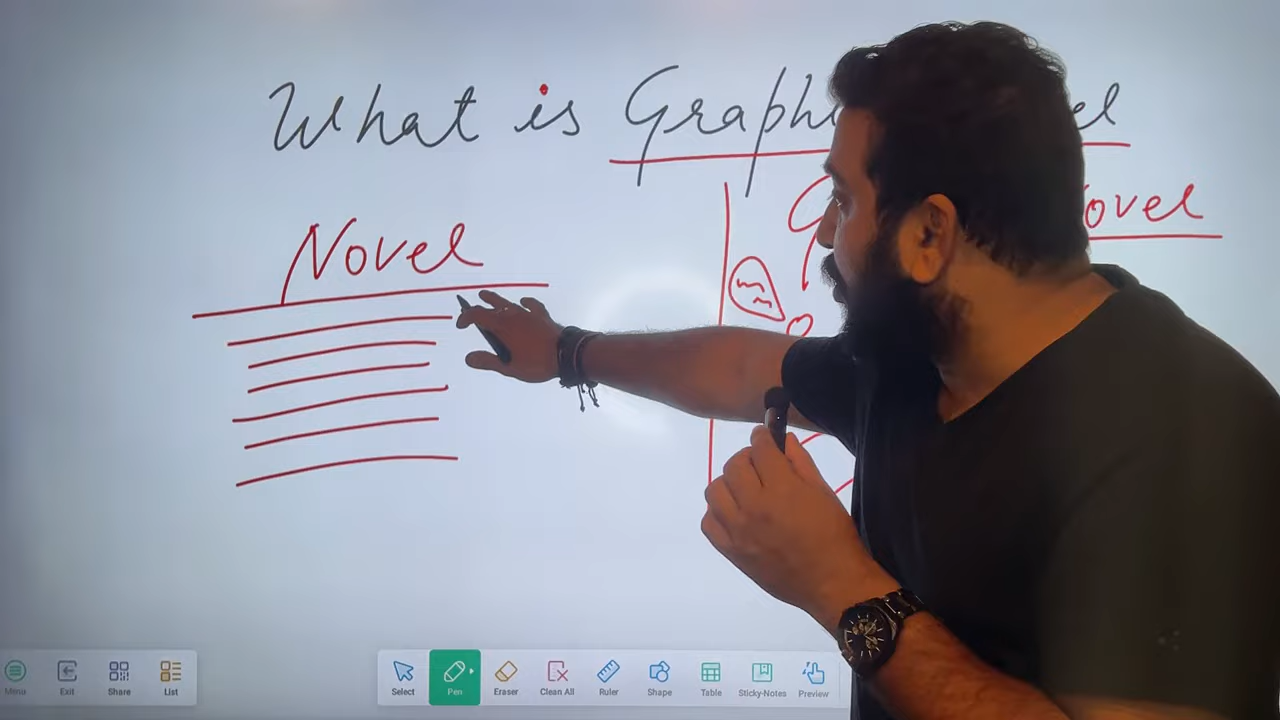 What is Graph el
Novel
G ovel
Menu Exit Share List Select Pen Eraser Clean All Ruler Shape Table Sticky-Notes Preview